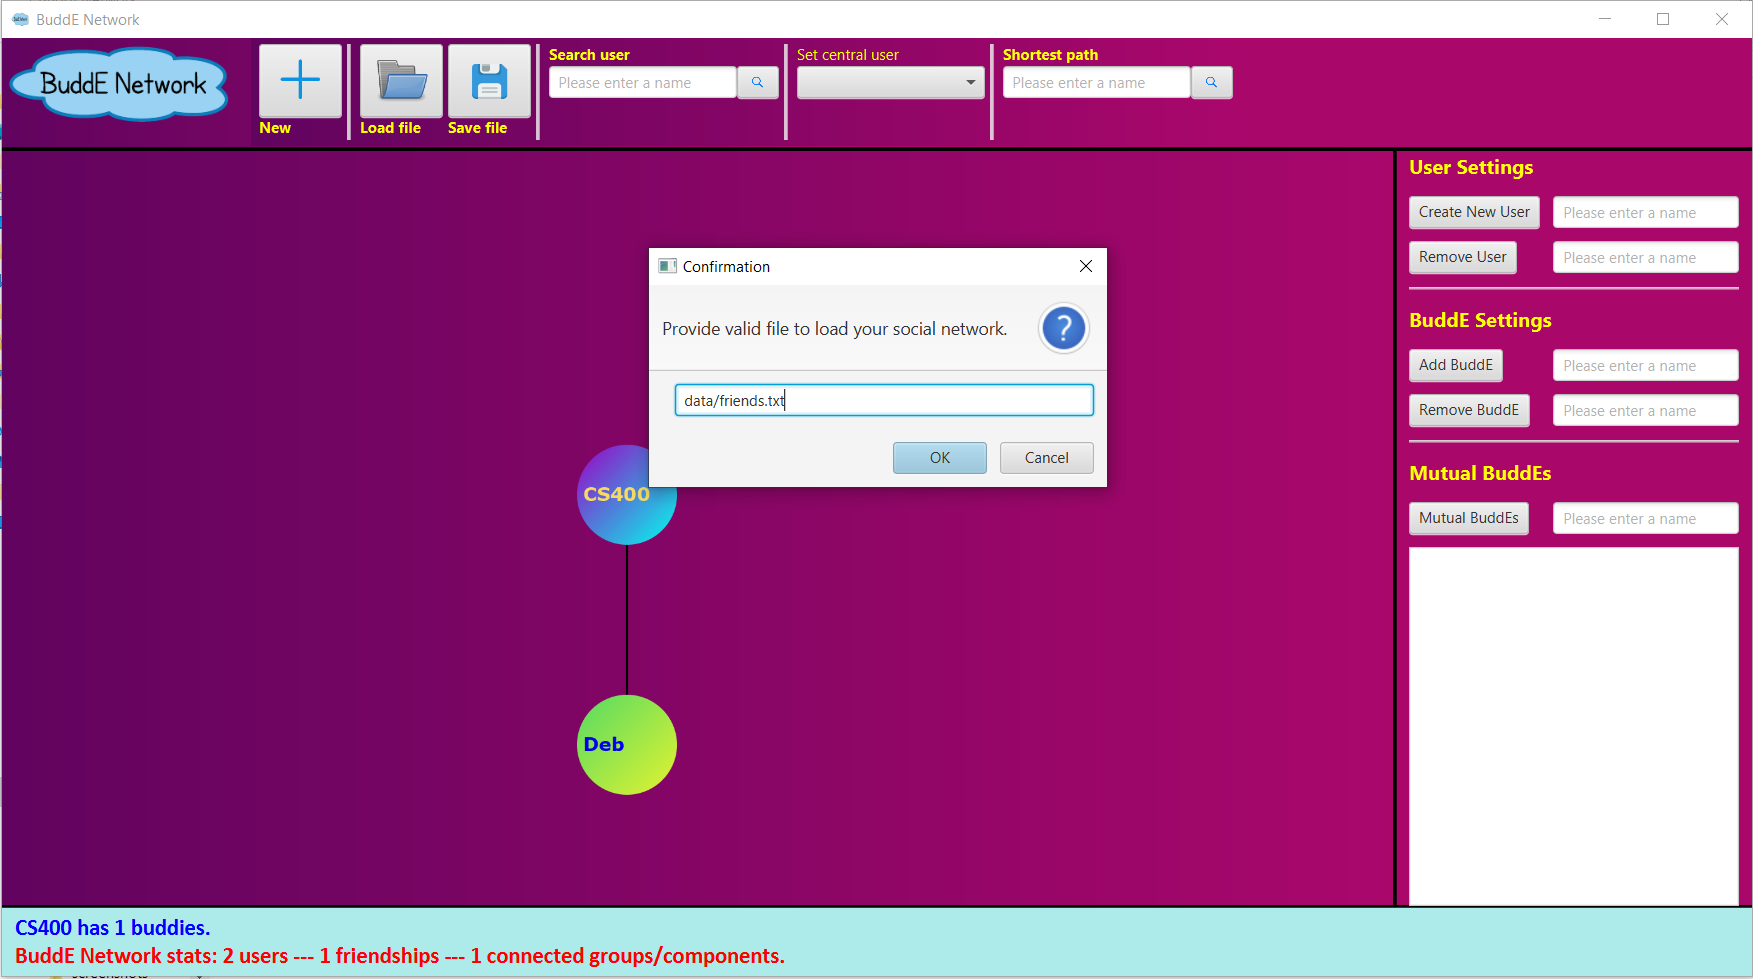 BuddE Network
BuddE Network
New
Load file
Save file
Search user
Please enter a name
Set central user
Shortest path
Please enter a name
User Settings
Create New User
Please enter a name
Remove User
Please enter a name
BuddE Settings
Add BuddE
Please enter a name
Remove BuddE
Please enter a name
Mutual BuddEs
Mutual BuddEs
Please enter a name
Confirmation
Provide valid file to load your social network.
?
data/friends.txt
OK
Cancel
CS400
Deb
CS400 has 1 buddies.
BuddE Network stats: 2 users --- 1 friendships --- 1 connected groups/components.